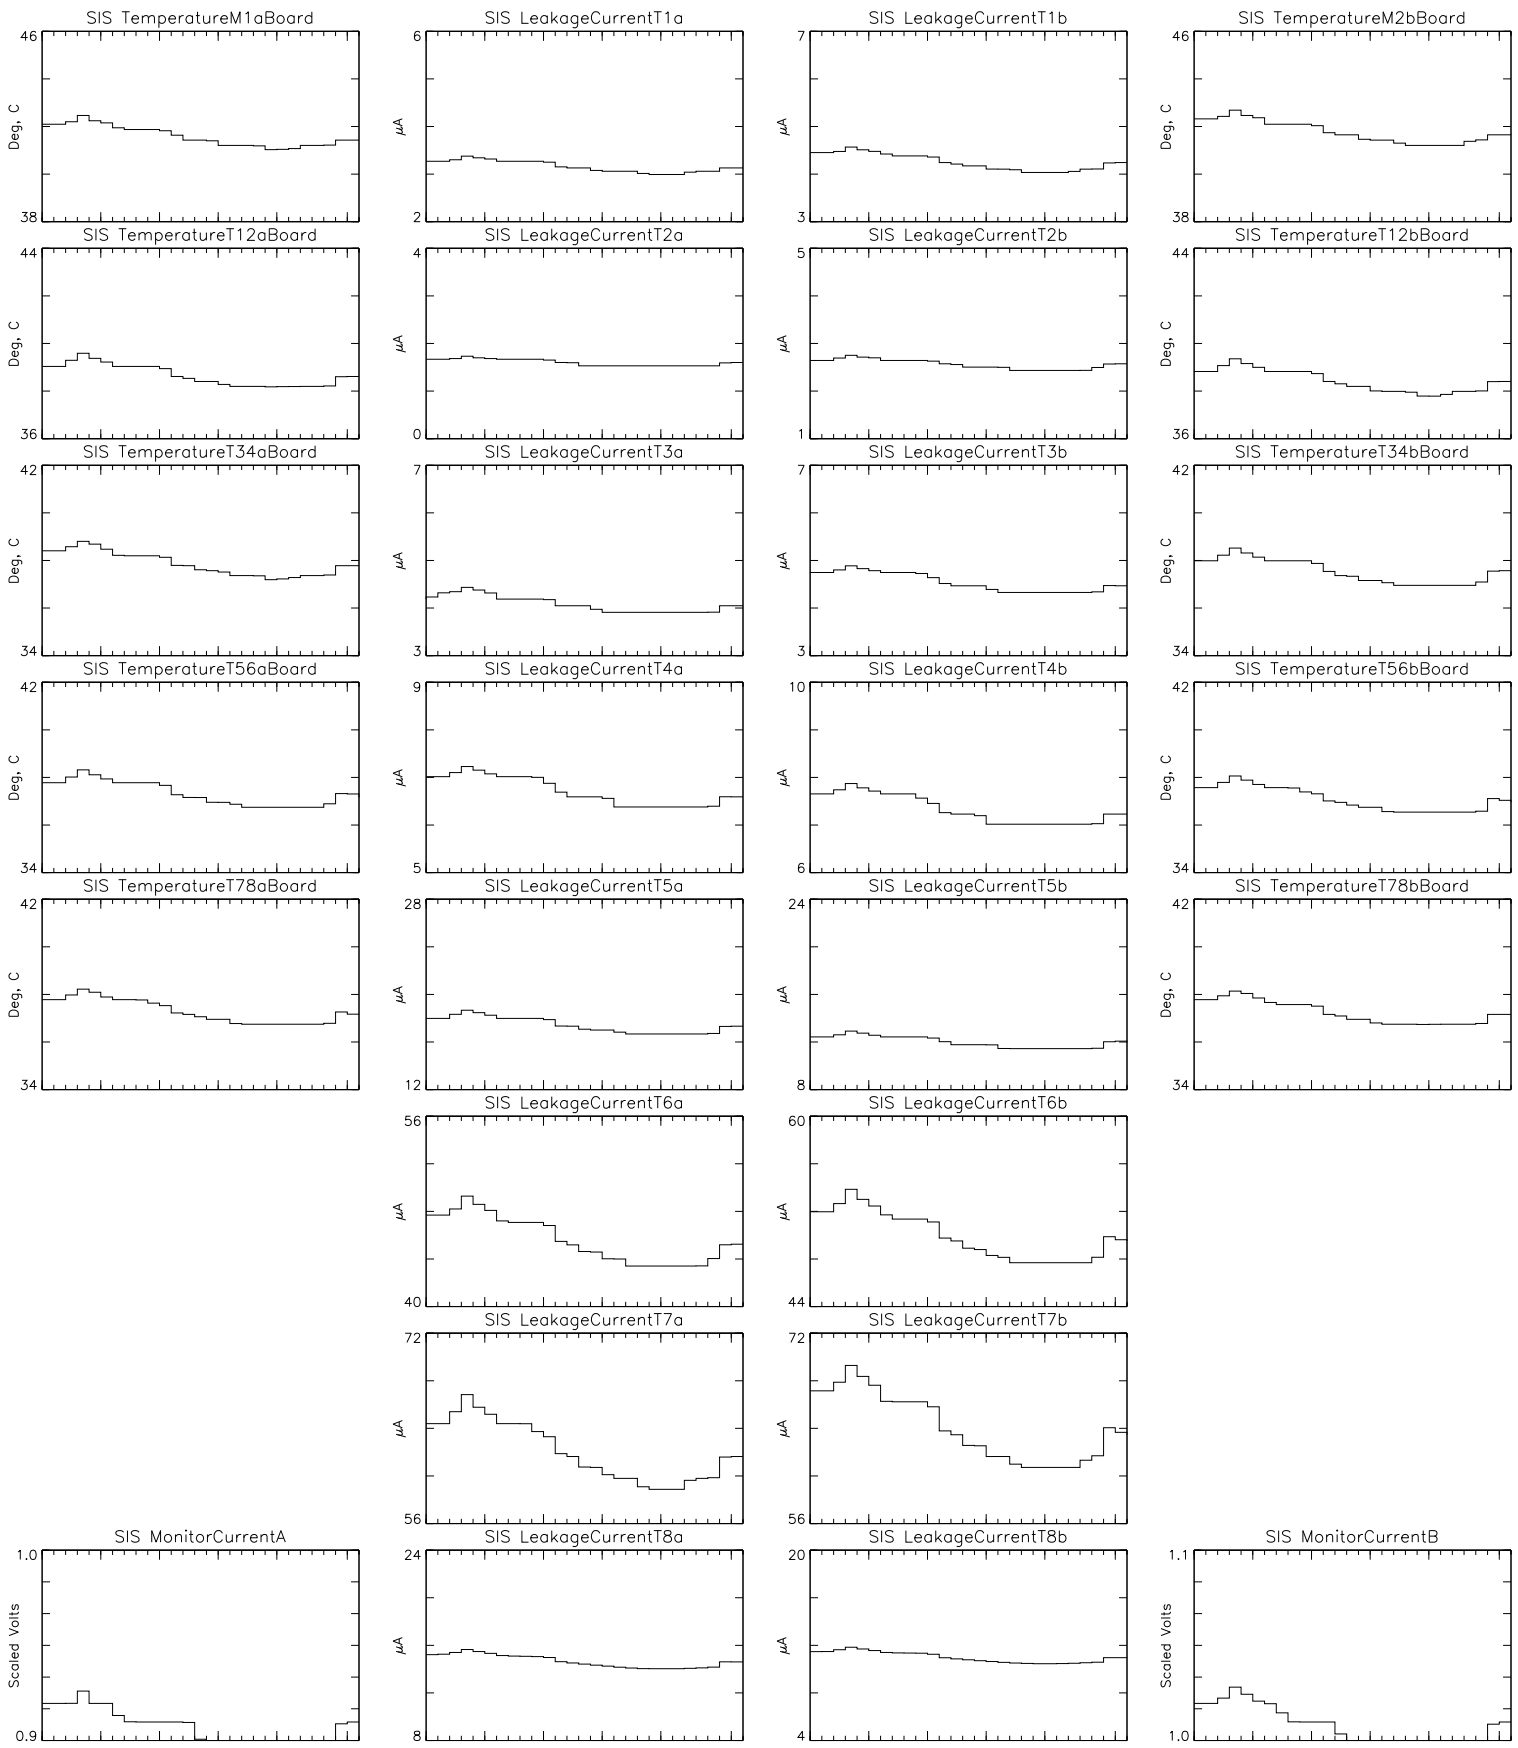 SIS TemperatureM1aBoard SIS LeakageCurrentT1a SIS LeakageCurrentT1b SIS TemperatureM2bBoard
46 6 7 46
Deg, C μA μA Deg, C
38 2 3 38
SIS TemperatureT12aBoard SIS LeakageCurrentT2a SIS LeakageCurrentT2b SIS TemperatureT12bBoard
44 4 5 44
Deg, C μA μA Deg, C
36 0 1 36
SIS TemperatureT34aBoard SIS LeakageCurrentT3a SIS LeakageCurrentT3b SIS TemperatureT34bBoard
42 7 7 42
Deg, C μA μA Deg, C
34 3 3 34
SIS TemperatureT56aBoard SIS LeakageCurrentT4a SIS LeakageCurrentT4b SIS TemperatureT56bBoard
42 9 10 42
Deg, C μA μA Deg, C
34 5 6 34
SIS TemperatureT78aBoard SIS LeakageCurrentT5a SIS LeakageCurrentT5b SIS TemperatureT78bBoard
42 28 24 42
Deg, C μA μA Deg, C
34 12 8 34
SIS LeakageCurrentT6a SIS LeakageCurrentT6b
56 60
μA μA
40 44
SIS LeakageCurrentT7a SIS LeakageCurrentT7b
72 72
μA μA
56 56
SIS MonitorCurrentA SIS LeakageCurrentT8a SIS LeakageCurrentT8b SIS MonitorCurrentB
1.0 24 20 1.1
Scaled Volts μA μA Scaled Volts
0.9 8 4 1.0